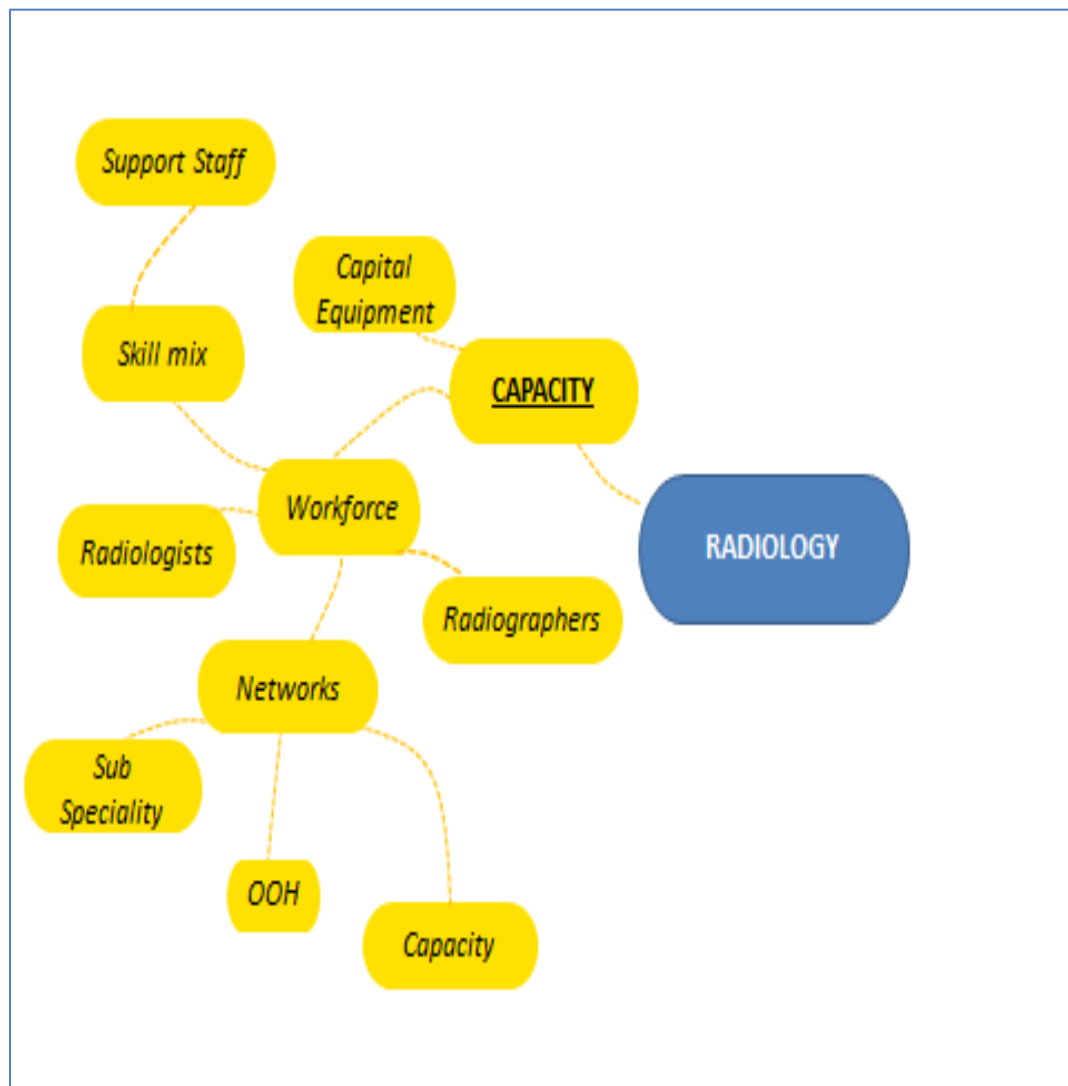 Support Staff
Capital
Equipment
Skill mix
CAPACITY
Workforce
Radiologists
RADIOLOGY
Radiographers
Networks
Sub
Speciality
OOH
Capacity